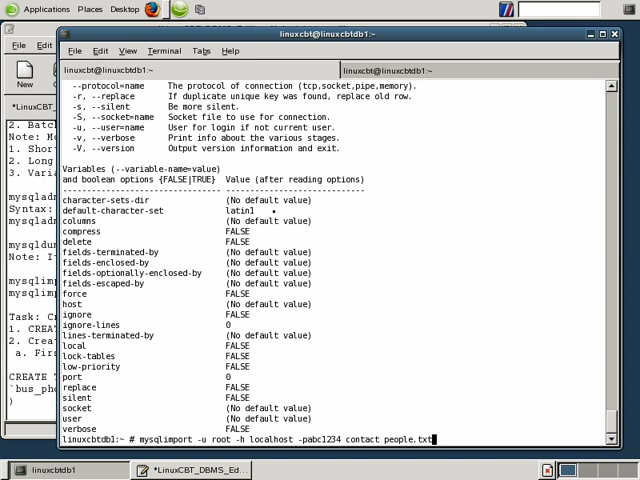 Applications Places Desktop
linuxcbt@linuxcbtdb1:~
File Edit View Terminal Tabs Help
linuxcbt@linuxcbtdb1:~ linuxcbt@linuxcbtdb1:~
--protocol=name The protocol of connection (tcp,socket,pipe,memory).
-r, --replace If duplicate unique key was found, replace old row.
-s, --silent Be more silent.
-S, --socket=name Socket file to use for connection.
-u, --user=name User for login if not current user.
-v, --verbose Print info about the various stages.
-V, --version Output version information and exit.
Variables (--variable-name=value)
and boolean options {FALSE|TRUE} Value (after reading options)
--------------------------------- -----------------------------
character-sets-dir (No default value)
default-character-set latin1
columns (No default value)
compress FALSE
delete FALSE
fields-terminated-by (No default value)
fields-enclosed-by (No default value)
fields-optionally-enclosed-by (No default value)
fields-escaped-by (No default value)
force FALSE
host (No default value)
ignore FALSE
ignore-lines 0
lines-terminated-by (No default value)
local FALSE
lock-tables FALSE
low-priority FALSE
port 0
replace FALSE
silent FALSE
socket (No default value)
user (No default value)
verbose FALSE
linuxcbtdb1:~ # mysqlimport -u root -h localhost -pabc1234 contact people.txt
File Edit
New
*LinuxCBT_
2. Batc
Note: Mo
1. Shor
2. Long
3. Varia
mysqladm
Syntax:
mysqladm
mysqldum
Note: I
mysqlimp
mysqlimp
Task: Cr
1. CREAT
2. Creat
a. Firs
CREATE T
`bus_pho
)
linuxcbtdb1 *LinuxCBT_DBMS_Ed...